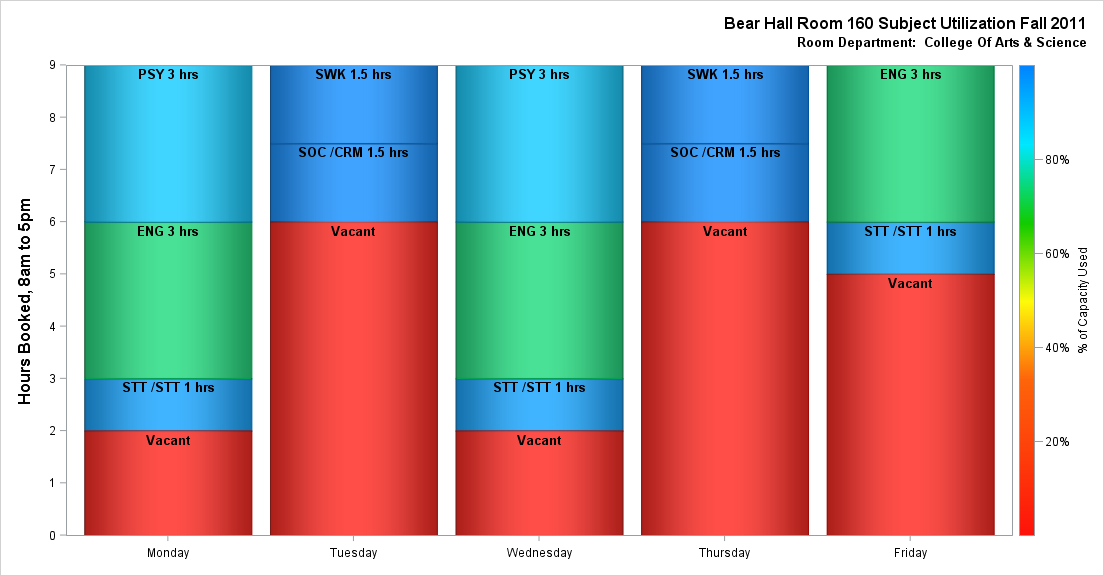 Bear Hall Room 160 Subject Utilization Fall 2011
Room Department:  College Of Arts & Science
Hours Booked, 8am to 5pm
9
8
7
6
5
4
3
2
1
0
PSY 3 hrs
ENG 3 hrs
STT /STT 1 hrs
Vacant
SWK 1.5 hrs
SOC /CRM 1.5 hrs
Vacant
PSY 3 hrs
ENG 3 hrs
STT /STT 1 hrs
Vacant
SWK 1.5 hrs
SOC /CRM 1.5 hrs
Vacant
ENG 3 hrs
STT /STT 1 hrs
Vacant
Monday
Tuesday
Wednesday
Thursday
Friday
80%
60%
40%
20%
% of Capacity Used